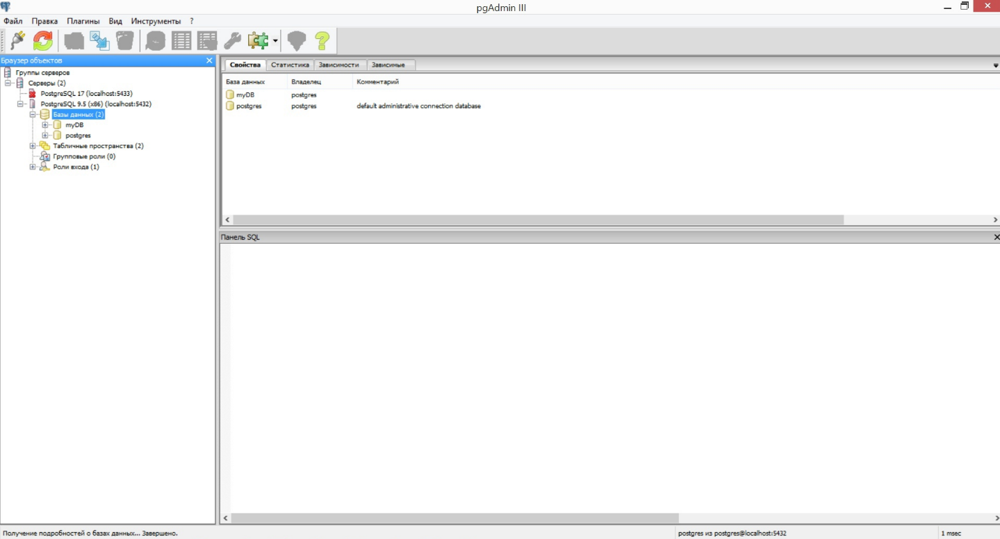 pgAdmin III
Файл Правка Плагины Вид Инструменты ?
Браузер объектов
Группы серверов
Серверы (2)
PostgreSQL 17 (localhost:5433)
PostgreSQL 9.5 (x86) (localhost:5432)
Базы данных (2)
myDB
postgres
Табличные пространства (2)
Групповые роли (0)
Роли входа (1)
Свойства Статистика Зависимости Зависимые
База данных Владелец Комментарий
myDB postgres
postgres postgres default administrative connection database
Панель SQL
Получение подробностей о базах данных... Завершено. postgres из postgres@localhost:5432 1 msec